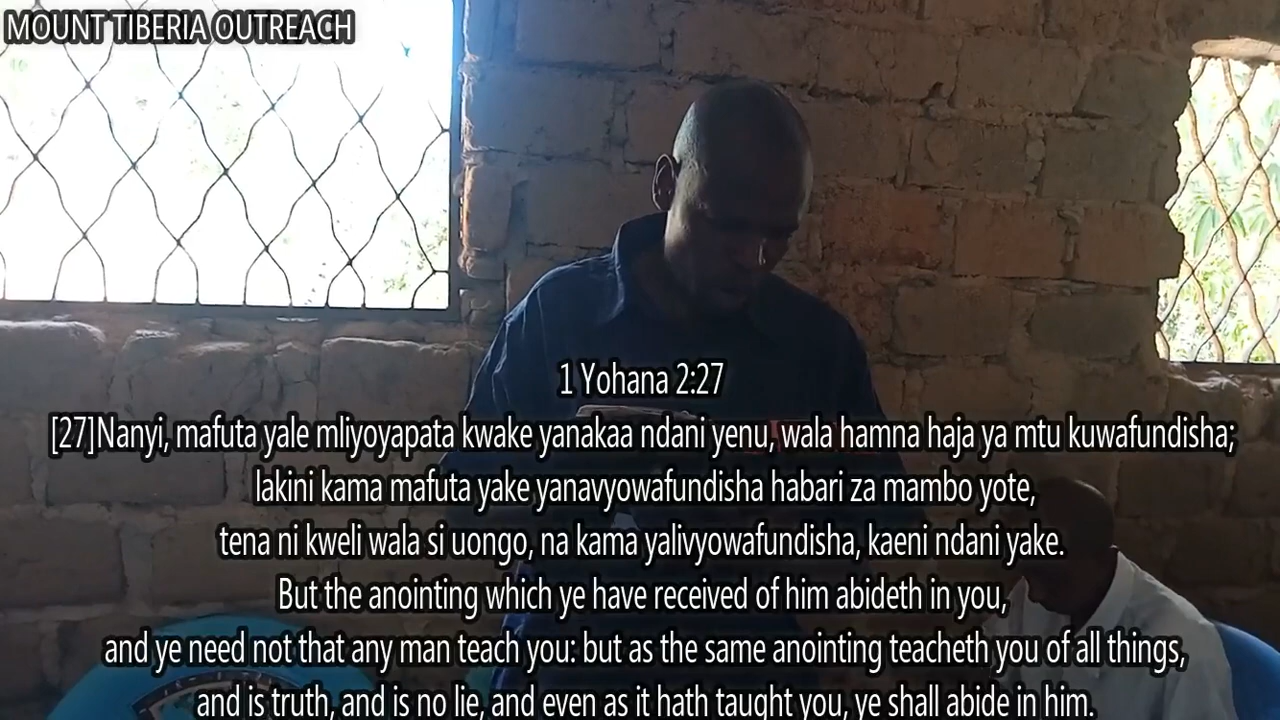 MOUNT TIBERIA OUTREACH
1 Yohana 2:27
[27]Nanyi, mafuta yale mliyoyapata kwake yanakaa ndani yenu, wala hamna haja ya mtu kuwafundisha;
lakini kama mafuta yake yanavyowafundisha habari za mambo yote,
tena ni kweli wala si uongo, na kama yalivyowafundisha, kaeni ndani yake.
But the anointing which ye have received of him abideth in you,
and ye need not that any man teach you: but as the same anointing teacheth you of all things,
and is truth, and is no lie, and even as it hath taught you, ye shall abide in him.